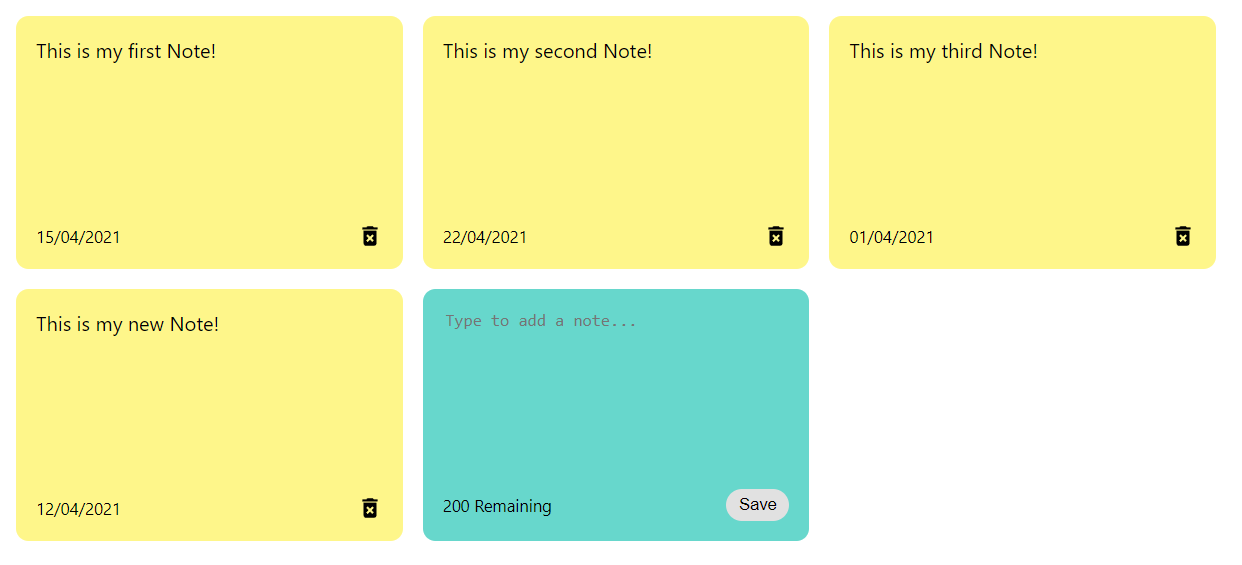 This is my first Note!
This is my second Note!
This is my third Note!
15/04/2021
22/04/2021
01/04/2021
This is my new Note!
Type to add a note...
12/04/2021
200 Remaining
Save